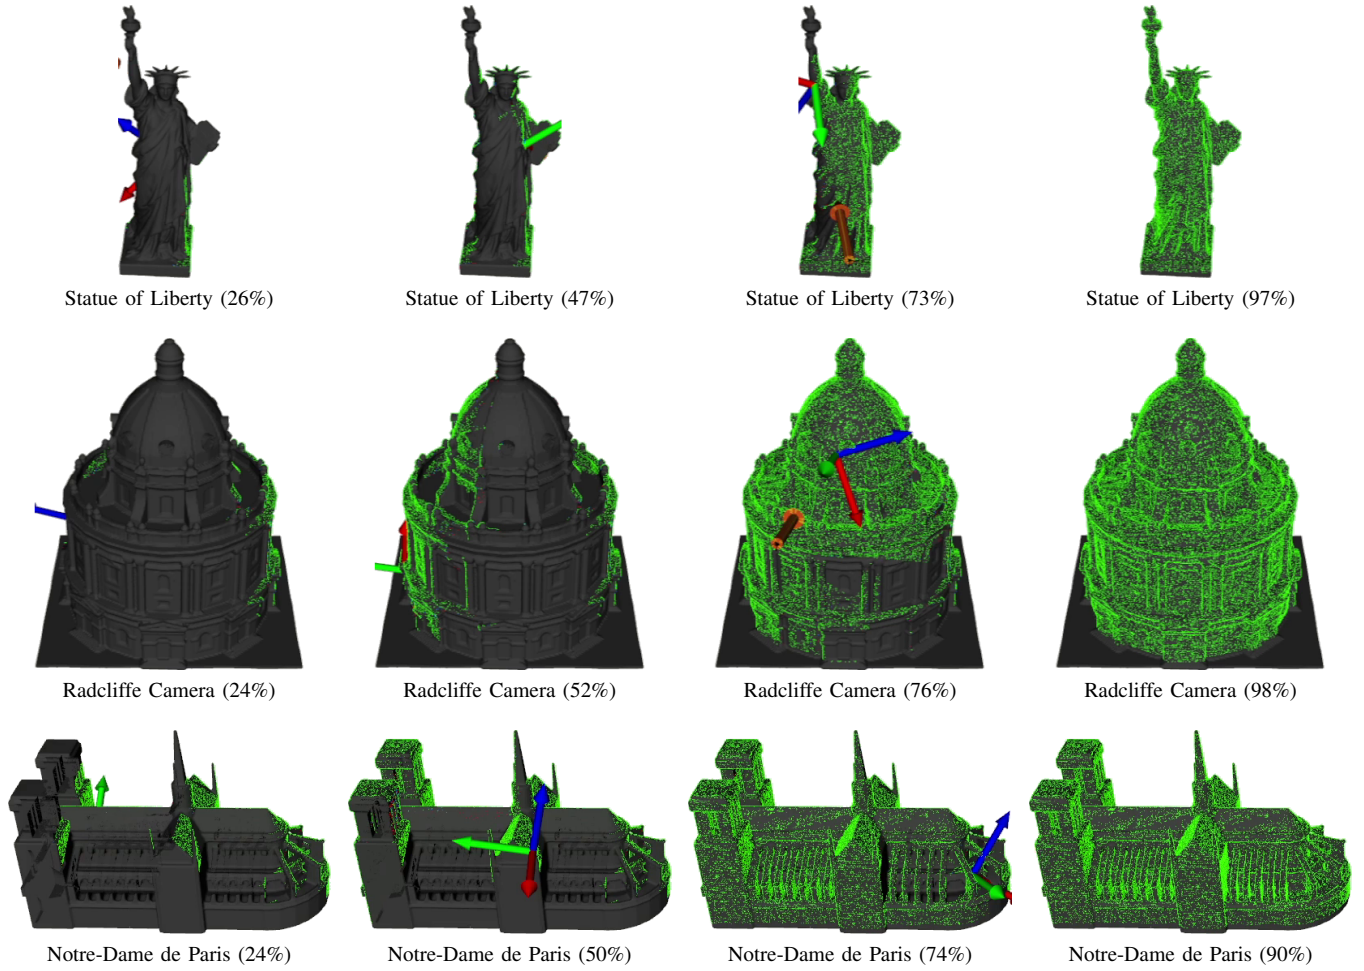 Statue of Liberty (26%)
Statue of Liberty (47%)
Statue of Liberty (73%)
Statue of Liberty (97%)
Radcliffe Camera (24%)
Radcliffe Camera (52%)
Radcliffe Camera (76%)
Radcliffe Camera (98%)
Notre-Dame de Paris (24%)
Notre-Dame de Paris (50%)
Notre-Dame de Paris (74%)
Notre-Dame de Paris (90%)